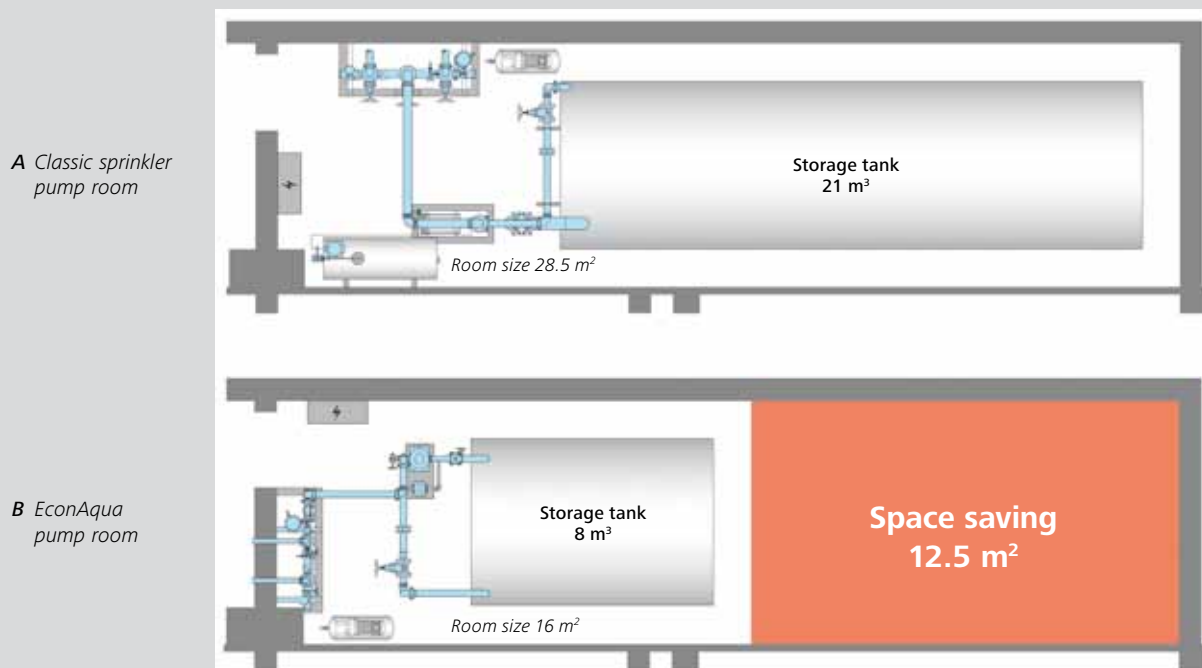 A Classic sprinkler
pump room
Storage tank
21 m³
Room size 28.5 m²
B EconAqua
pump room
Storage tank
8 m³
Room size 16 m²
Space saving
12.5 m²